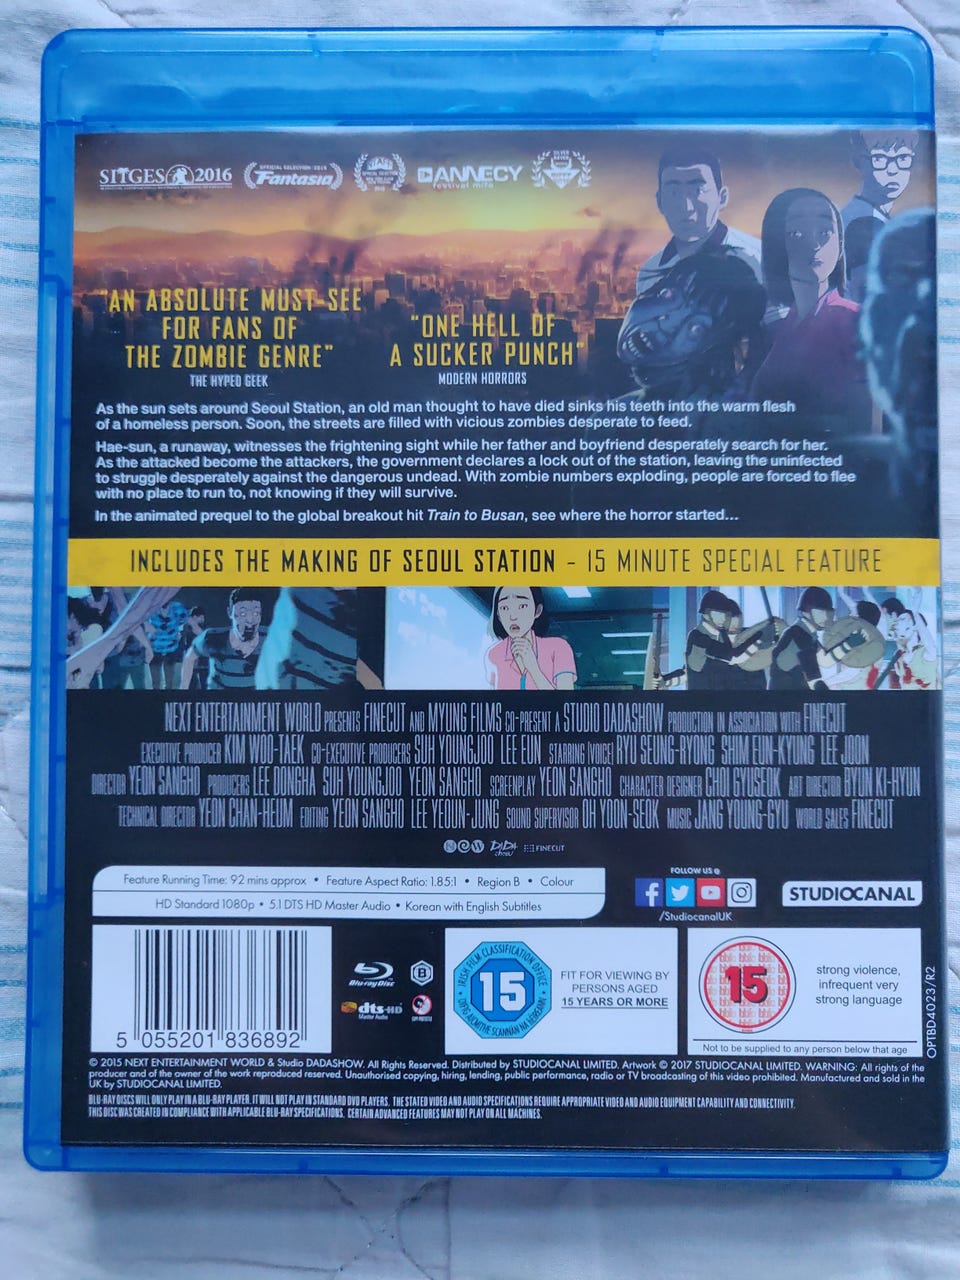 SITGES 2016
OFFICIAL SELECTION 2016
Fantasia
ANNECY
festival mifa
"AN ABSOLUTE MUST-SEE
FOR FANS OF
THE ZOMBIE GENRE"
THE HYPED GEEK
"ONE HELL OF
A SUCKER PUNCH"
MODERN HORRORS
As the sun sets around Seoul Station, an old man thought to have died sinks his teeth into the warm flesh
of a homeless person. Soon, the streets are filled with vicious zombies desperate to feed.
Hae-sun, a runaway, witnesses the frightening sight while her father and boyfriend desperately search for her.
As the attacked become the attackers, the government declares a lock out of the station, leaving the uninfected
to struggle desperately against the dangerous undead. With zombie numbers exploding, people are forced to flee
with no place to run to, not knowing if they will survive.
In the animated prequel to the global breakout hit Train to Busan, see where the horror started...
INCLUDES THE MAKING OF SEOUL STATION - 15 MINUTE SPECIAL FEATURE
NEXT ENTERTAINMENT WORLD PRESENTS FINECUT AND MYUNG FILMS CO-PRESENT A STUDIO DADASHOW PRODUCTION IN ASSOCIATION WITH FINECUT
EXECUTIVE PRODUCER KIM WOO-TAEK CO-EXECUTIVE PRODUCERS SUH YOUNGJOO LEE EUN STARRING (VOICE) RYU SEUNG-RYONG SHIM EUN-KYUNG LEE JOON
DIRECTOR YEON SANGHO PRODUCERS LEE DONGHA SUH YOUNGJOO YEON SANGHO SCREENPLAY YEON SANGHO CHARACTER DESIGNER CHOI GYUSEOK ART DIRECTOR BYUN KI-HYUN
TECHNICAL DIRECTOR YEON CHAN-HEUM EDITING YEON SANGHO LEE YEOUN-JUNG SOUND SUPERVISOR OH YOON-SEOK MUSIC JANG YOUNG-GYU WORLD SALES FINECUT
NEW DADA show FINECUT
Feature Running Time: 92 mins approx • Feature Aspect Ratio: 1.85:1 • Region B • Colour
HD Standard 1080p • 5.1 DTS HD Master Audio • Korean with English Subtitles
FOLLOW US @
/StudiocanalUK
STUDIOCANAL
5 055201 836892
Blu-ray Disc
B
dts-HD
Master Audio
IRISH FILM CLASSIFICATION OFFICE
15
OIFIG AICMITHE SCANNÁN NA hÉIREANN
FIT FOR VIEWING BY
PERSONS AGED
15 YEARS OR MORE
15
strong violence,
infrequent very
strong language
Not to be supplied to any person below that age
OPTBD4023/R2
© 2015 NEXT ENTERTAINMENT WORLD & Studio DADASHOW. All Rights Reserved. Distributed by STUDIOCANAL LIMITED. Artwork © 2017 STUDIOCANAL LIMITED. WARNING: All rights of the
producer and of the owner of the work reproduced reserved. Unauthorised copying, hiring, lending, public performance, radio or TV broadcasting of this video prohibited. Manufactured and sold in the
UK by STUDIOCANAL LIMITED.
BLU-RAY DISCS WILL ONLY PLAY IN A BLU-RAY PLAYER. IT WILL NOT PLAY IN STANDARD DVD PLAYERS. THE STATED VIDEO AND AUDIO SPECIFICATIONS REQUIRE APPROPRIATE VIDEO AND AUDIO EQUIPMENT CAPABILITY AND CONNECTIVITY.
THIS DISC WAS CREATED IN COMPLIANCE WITH APPLICABLE BLU-RAY SPECIFICATIONS. CERTAIN ADVANCED FEATURES MAY NOT PLAY ON ALL MACHINES.